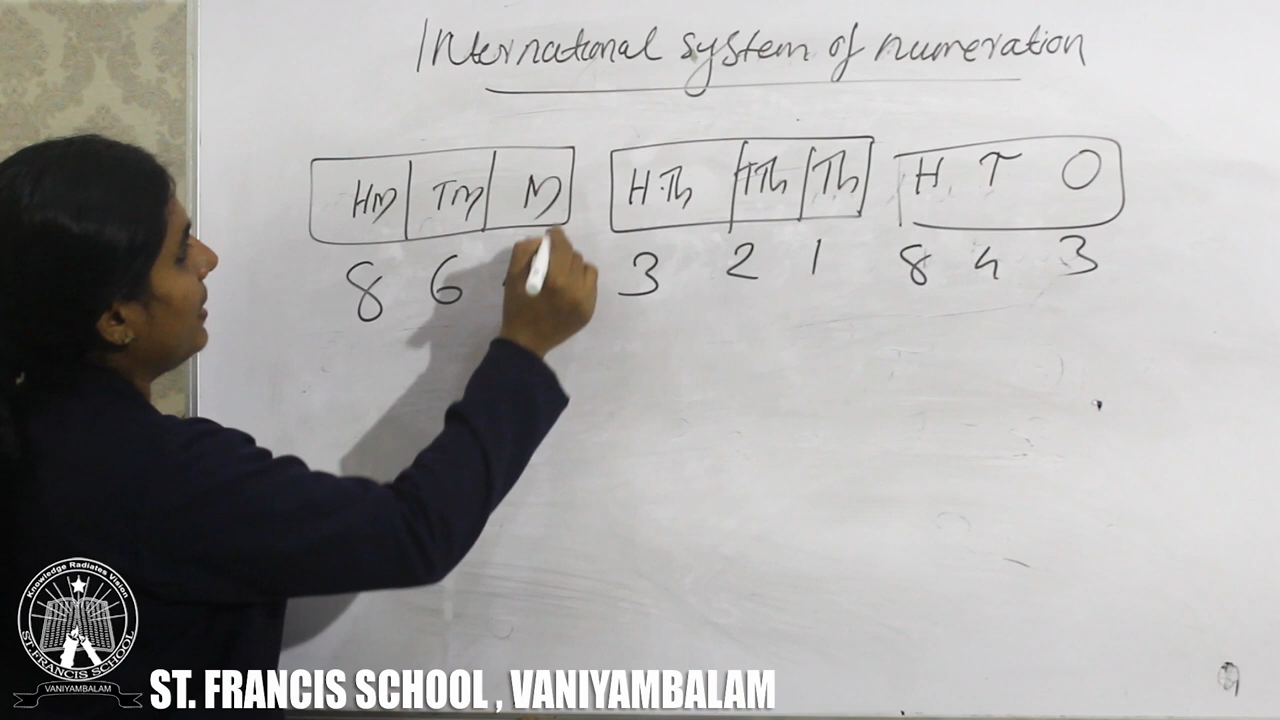 International system of numeration
HM TM M H.Th TTh Th H T O
8 6 3 2 1 8 4 3
Knowledge Radiates Vision
ST.FRANCIS SCHOOL
VANIYAMBALAM
ST. FRANCIS SCHOOL , VANIYAMBALAM